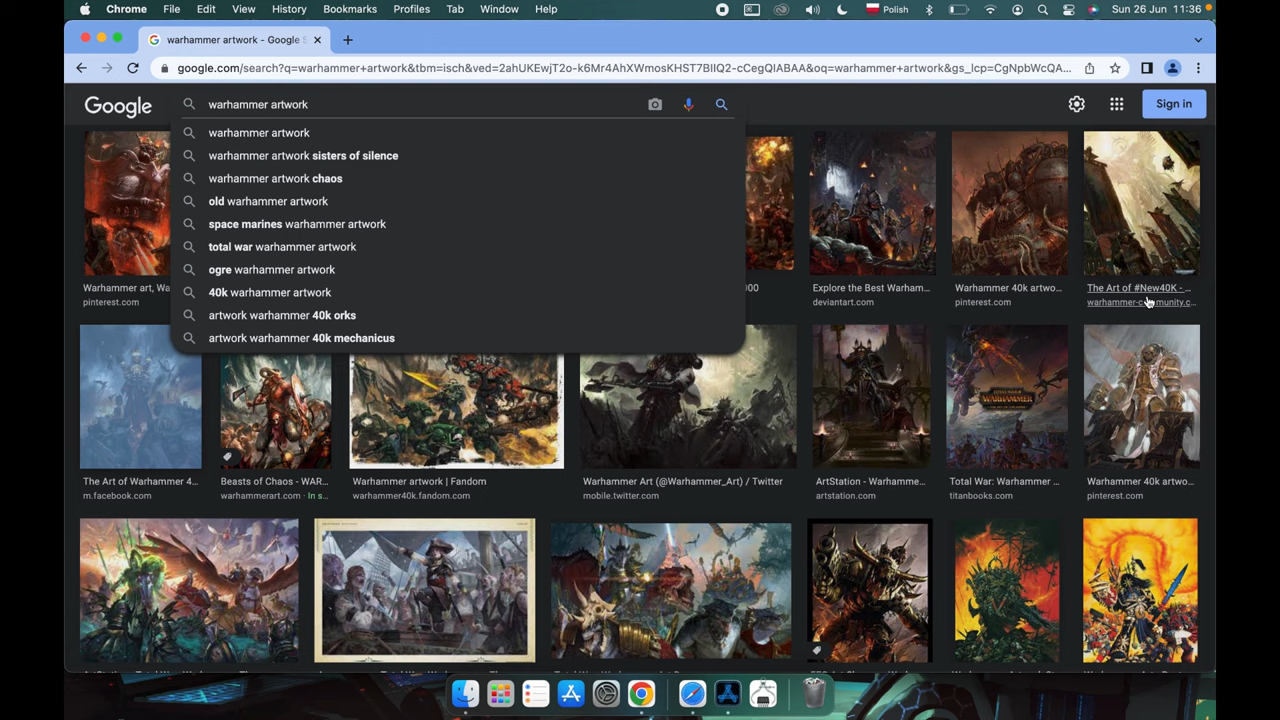 Chrome File Edit View History Bookmarks Profiles Tab Window Help Polish Sun 26 Jun 11:36
warhammer artwork - Google S
google.com/search?q=warhammer+artwork&tbm=isch&ved=2ahUKEwjT2o-k6Mr4AhXWmosKHST7BIIQ2-cCegQIABAA&oq=warhammer+artwork&gs_lcp=CgNpbWcQA...
Google warhammer artwork Sign in
warhammer artwork
warhammer artwork sisters of silence
warhammer artwork chaos
old warhammer artwork
space marines warhammer artwork
total war warhammer artwork
ogre warhammer artwork
40k warhammer artwork
artwork warhammer 40k orks
artwork warhammer 40k mechanicus
Warhammer art, Wa 000 Explore the Best Warham... Warhammer 40k artwo... The Art of #New40K - ...
pinterest.com deviantart.com pinterest.com
WARHAMMER
The Art of Warhammer 4... Beasts of Chaos - WAR... Warhammer artwork | Fandom Warhammer Art (@Warhammer_Art) / Twitter ArtStation - Warhamme... Total War: Warhammer ... Warhammer 40k artwo...
m.facebook.com warhammerart.com · In s... warhammer40k.fandom.com mobile.twitter.com artstation.com titanbooks.com pinterest.com